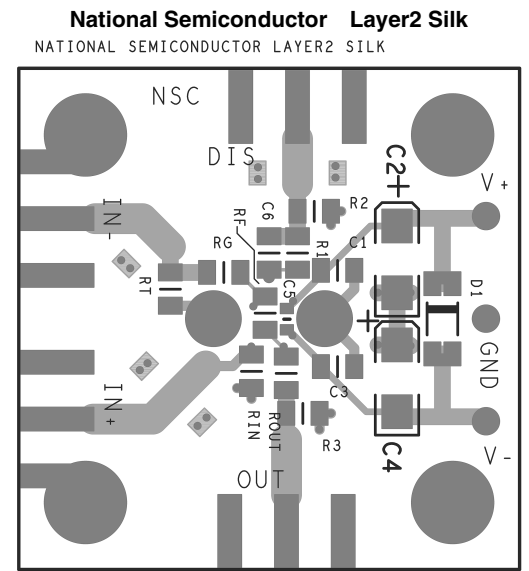 National Semiconductor Layer2 Silk
NATIONAL SEMICONDUCTOR LAYER2 SILK
NSC
DIS
C2+
V+
IN-
C6
R2
RF
RG
R1
C1
RT
C5
D1
+
GND
IN+
C3
RIN
ROUT
R3
C4
V-
OUT